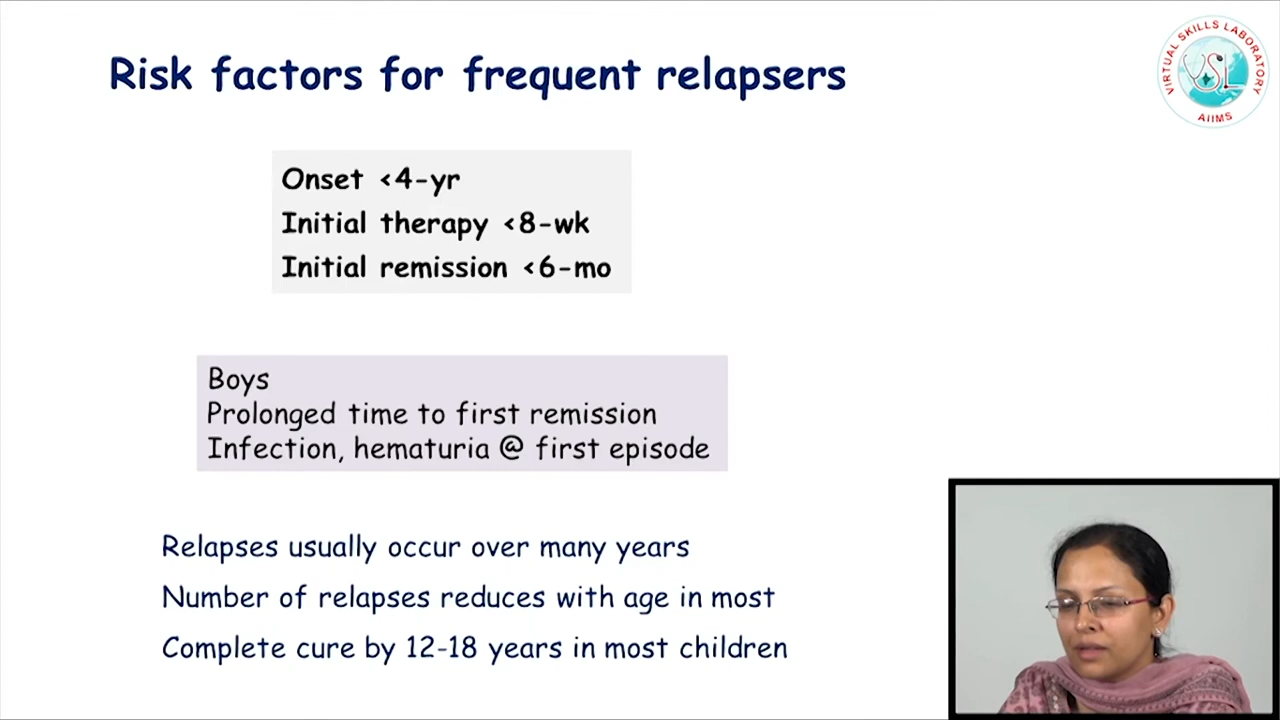 Risk factors for frequent relapsers
VIRTUAL SKILLS LABORATORY
VSL
AIIMS
Onset <4-yr
Initial therapy <8-wk
Initial remission <6-mo
Boys
Prolonged time to first remission
Infection, hematuria @ first episode
Relapses usually occur over many years
Number of relapses reduces with age in most
Complete cure by 12-18 years in most children